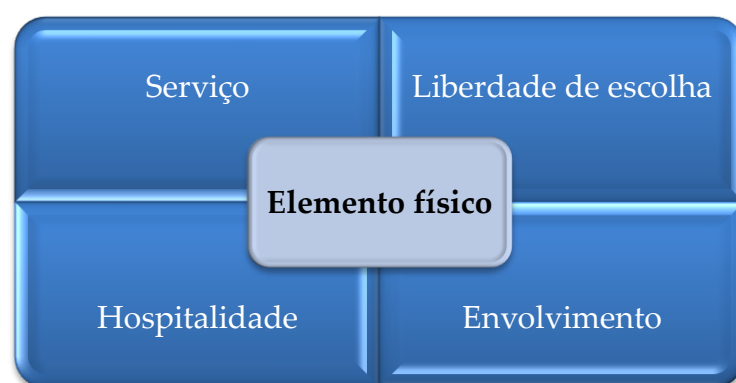 Serviço
Liberdade de escolha
Elemento físico
Hospitalidade
Envolvimento